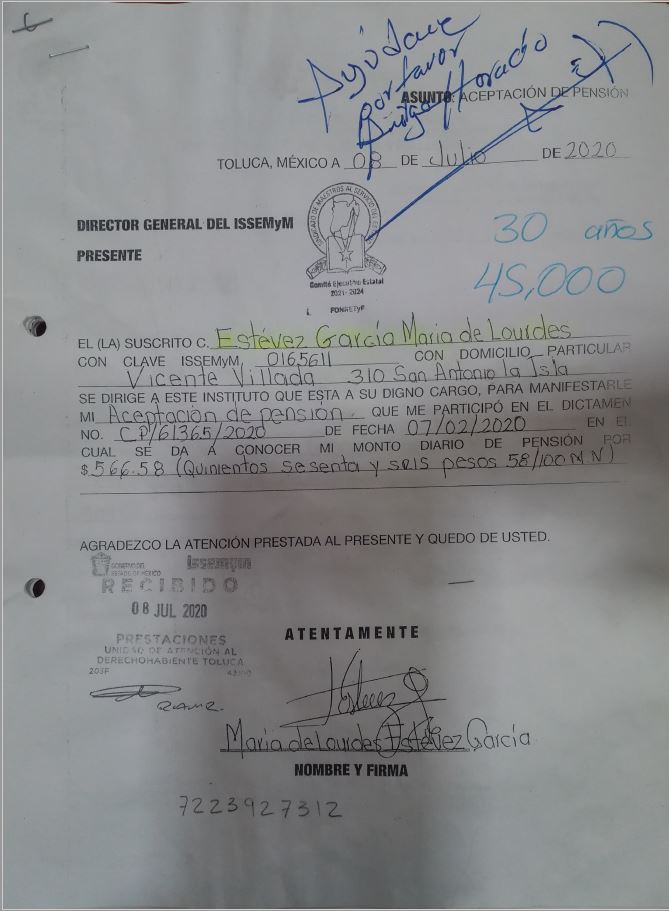 Ayúdame
por favor
Amigo Horacio
ASUNTO: ACEPTACIÓN DE PENSIÓN
TOLUCA, MÉXICO A 08 DE Julio DE 2020
DIRECTOR GENERAL DEL ISSEMyM
PRESENTE
SINDICATO DE MAESTROS AL SERVICIO DEL ESTADO
Comité Ejecutivo Estatal
2021-2024
30 años
45,000
EL (LA) SUSCRITO C. Estévez García Maria de Lourdes
CON CLAVE ISSEMyM, 0165611 CON DOMICILIO PARTICULAR
Vicente Villada 310 San Antonio la Isla
SE DIRIGE A ESTE INSTITUTO QUE ESTA A SU DIGNO CARGO, PARA MANIFESTARLE
MI Aceptación de pensión. QUE ME PARTICIPÓ EN EL DICTAMEN
NO. CP/61365/2020 DE FECHA 07/02/2020 EN EL
CUAL SE DA A CONOCER MI MONTO DIARIO DE PENSIÓN POR
$566.58 (Quinientos sesenta y seis pesos 58/100 M N)
AGRADEZCO LA ATENCIÓN PRESTADA AL PRESENTE Y QUEDO DE USTED.
GOBIERNO DEL ESTADO DE MÉXICO issemym
RECIBIDO
08 JUL 2020
PRESTACIONES
UNIDAD DE ATENCIÓN AL
DERECHOHABIENTE TOLUCA
203F
ATENTAMENTE
Maria de Lourdes Estévez García
NOMBRE Y FIRMA
7223927312